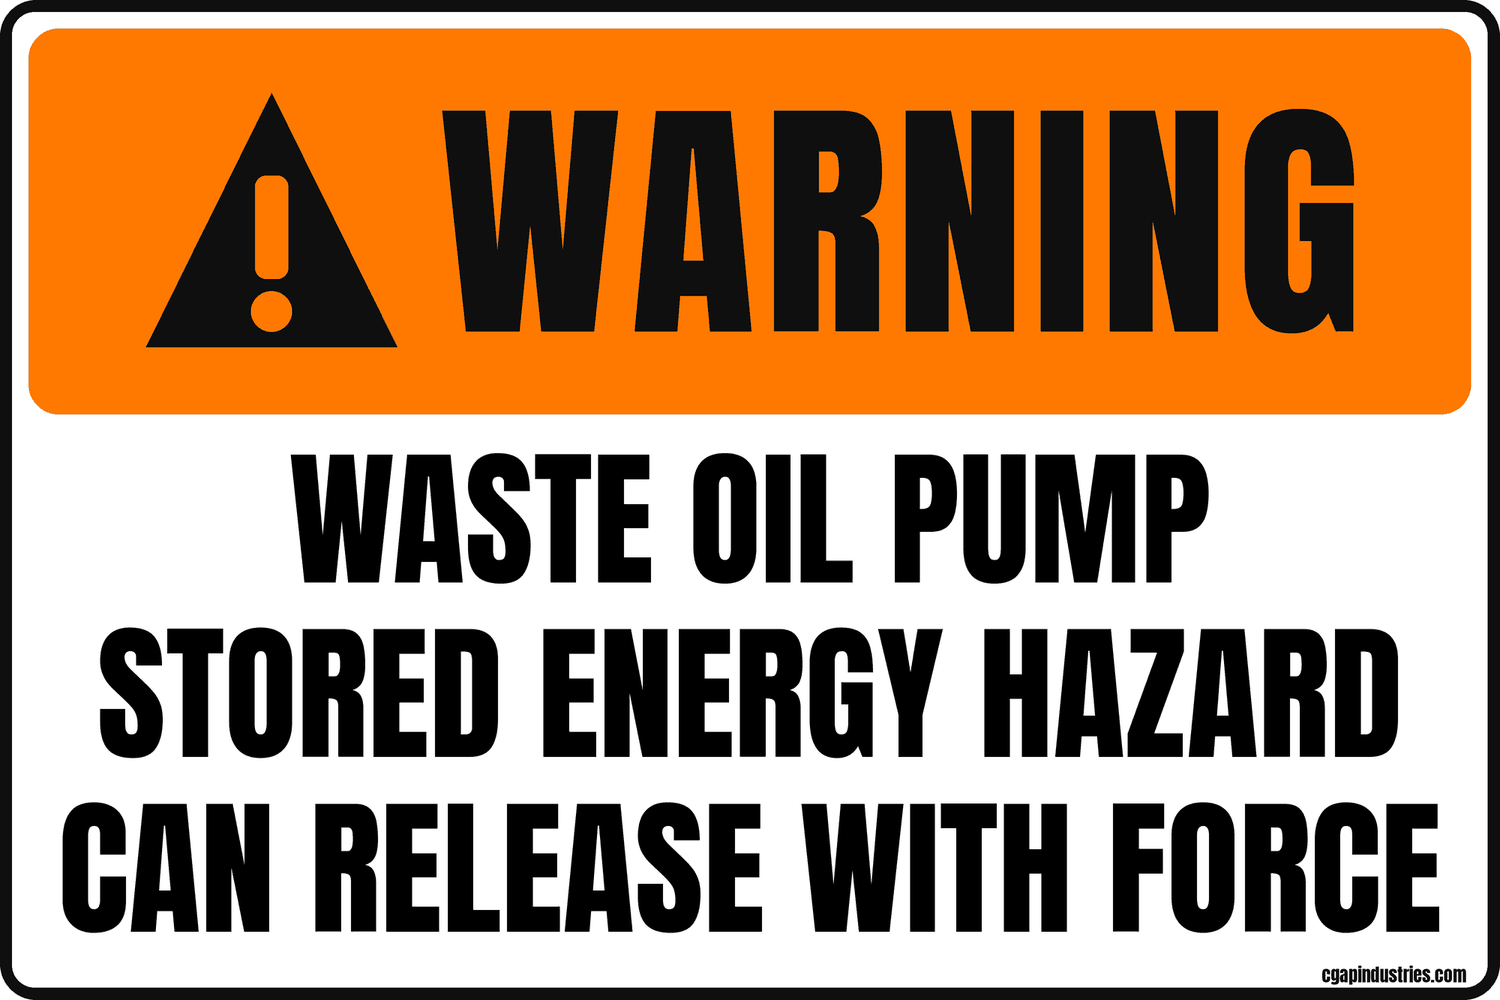 WARNING
WASTE OIL PUMP
STORED ENERGY HAZARD
CAN RELEASE WITH FORCE
cgapindustries.com